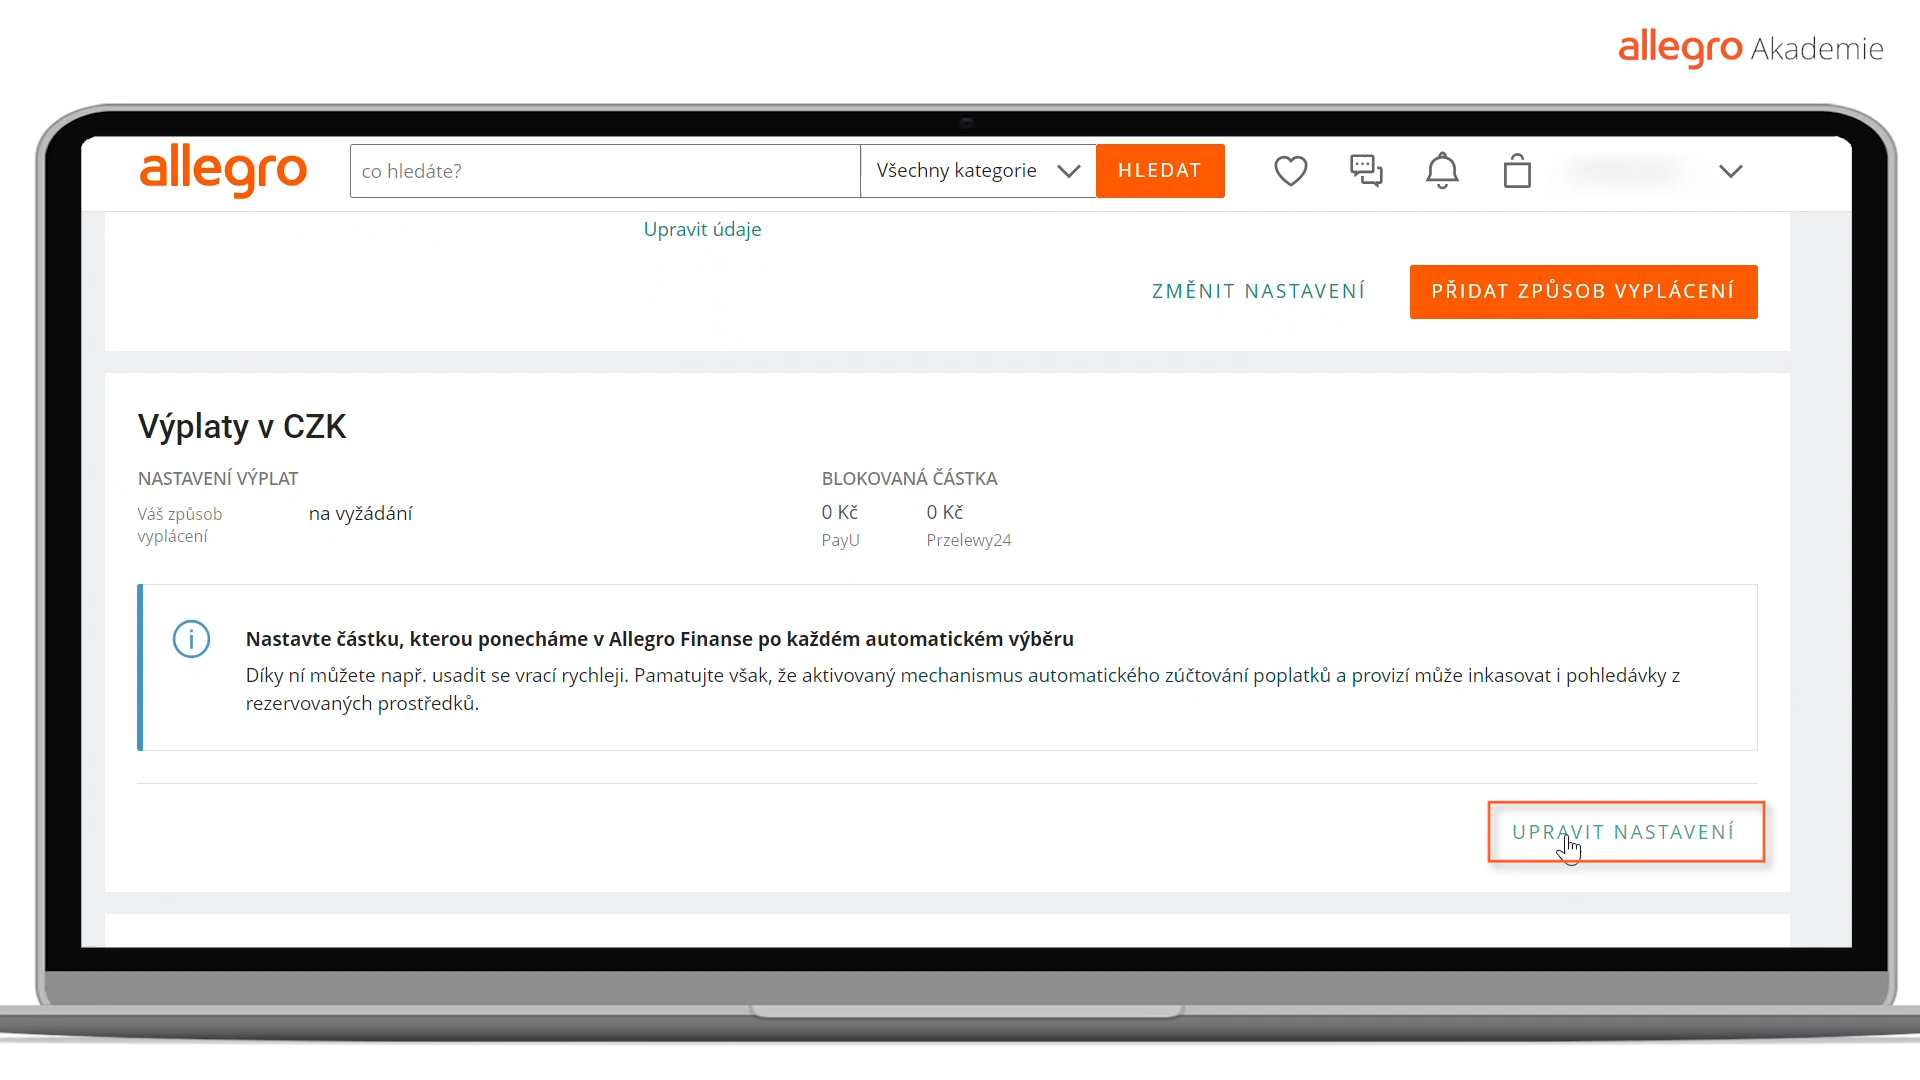 allegro Akademie
allegro
co hledáte?
Všechny kategorie
HLEDAT
Upravit údaje
ZMĚNIT NASTAVENÍ
PŘIDAT ZPŮSOB VYPLÁCENÍ
Výplaty v CZK
NASTAVENÍ VÝPLAT
Váš způsob
vyplácení
na vyžádání
BLOKOVANÁ ČÁSTKA
0 Kč
0 Kč
PayU
Przelewy24
Nastavte částku, kterou ponecháme v Allegro Finanse po každém automatickém výběru
Díky ní můžete např. usadit se vrací rychleji. Pamatujte však, že aktivovaný mechanismus automatického zúčtování poplatků a provizí může inkasovat i pohledávky z
rezervovaných prostředků.
UPRAVIT NASTAVENÍ